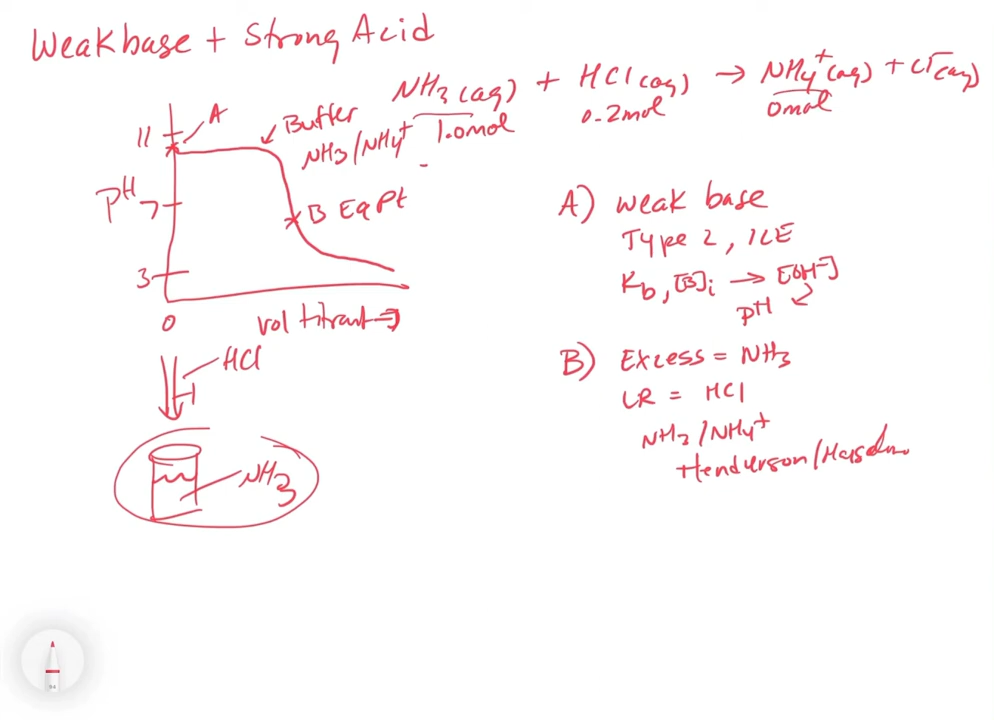 Weak base + Strong Acid
NH3 (aq) + HCl (aq) → NH4+ (aq) + Cl- (aq)
1.0mol 0.2mol 0mol
A
11
Buffer
NH3/NH4+
pH
7
B Eq Pt
3
0
vol titrant →
HCl
NH3
A) weak base
Type 2, ICE
Kb, [B]i → [OH-]
pH
B) Excess = NH3
LR = HCl
NH3/NH4+
Henderson/